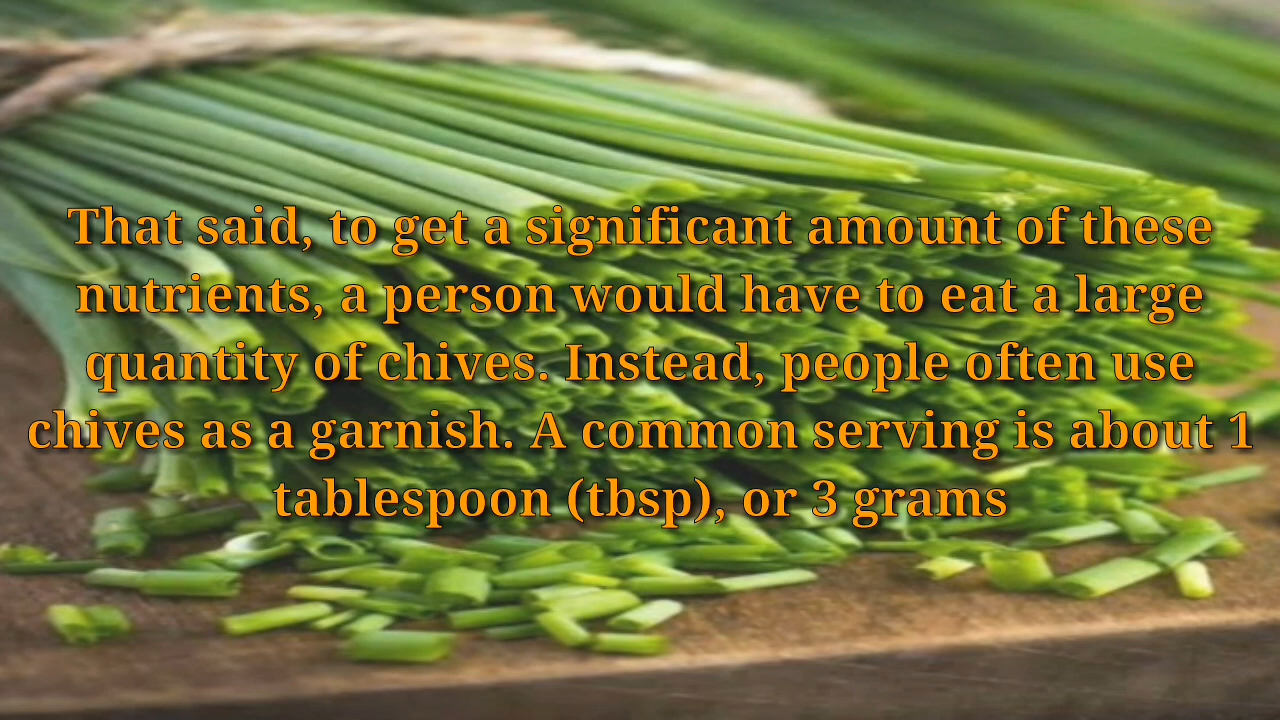 That said, to get a significant amount of these
nutrients, a person would have to eat a large
quantity of chives. Instead, people often use
chives as a garnish. A common serving is about 1
tablespoon (tbsp), or 3 grams